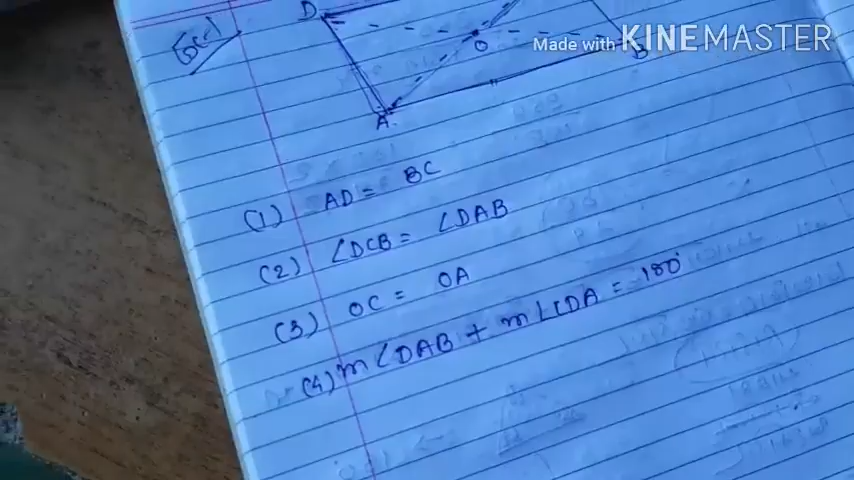 D
O
Made with KINEMASTER
B
A
(1) AD = BC
(2) ∠DCB = ∠DAB
(3) OC = OA
(4) m∠DAB + m∠CDA = 180°